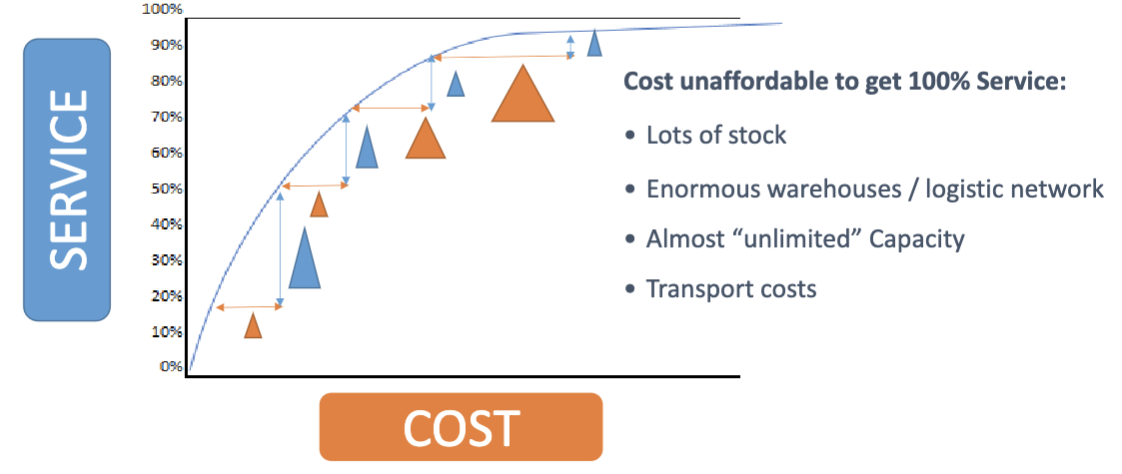 100%
90%
80%
70%
60%
50%
40%
30%
20%
10%
0%
SERVICE
COST
Cost unaffordable to get 100% Service:
• Lots of stock
• Enormous warehouses / logistic network
• Almost “unlimited” Capacity
• Transport costs